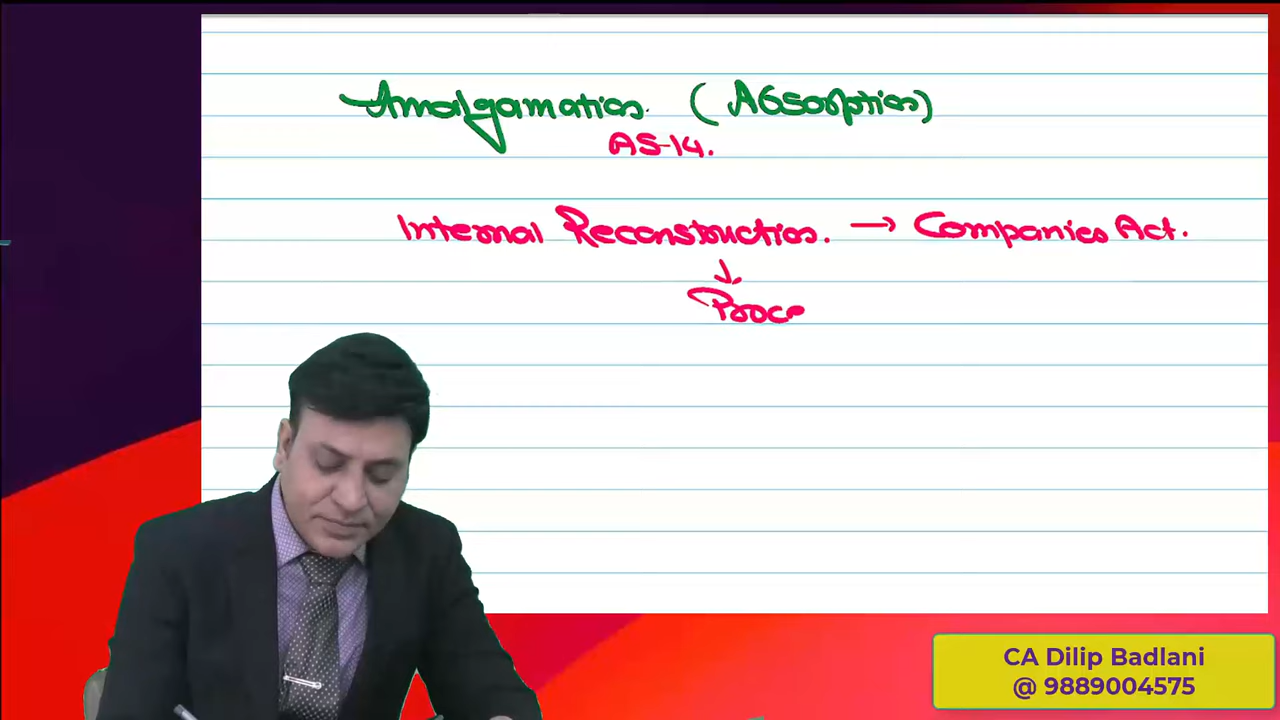 Amalgamation. (Absorption)
AS-14.
Internal Reconstruction. → Companies Act.
Proce
CA Dilip Badlani
@ 9889004575